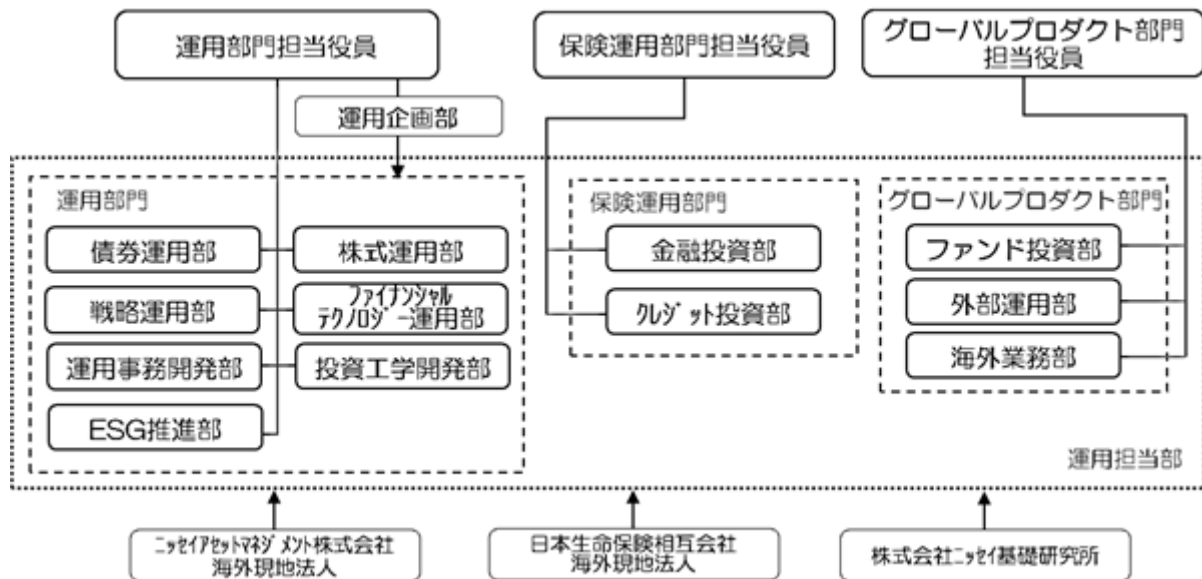 運用部門担当役員
保険運用部門担当役員
グローバルプロダクト部門
担当役員
運用企画部
運用部門
債券運用部
株式運用部
戦略運用部
ファイナンシャル
テクノロジー運用部
運用事務開発部
投資工学開発部
ESG推進部
保険運用部門
金融投資部
クレジット投資部
グローバルプロダクト部門
ファンド投資部
外部運用部
海外業務部
運用担当部
ニッセイアセットマネジメント株式会社
海外現地法人
日本生命保険相互会社
海外現地法人
株式会社ニッセイ基礎研究所